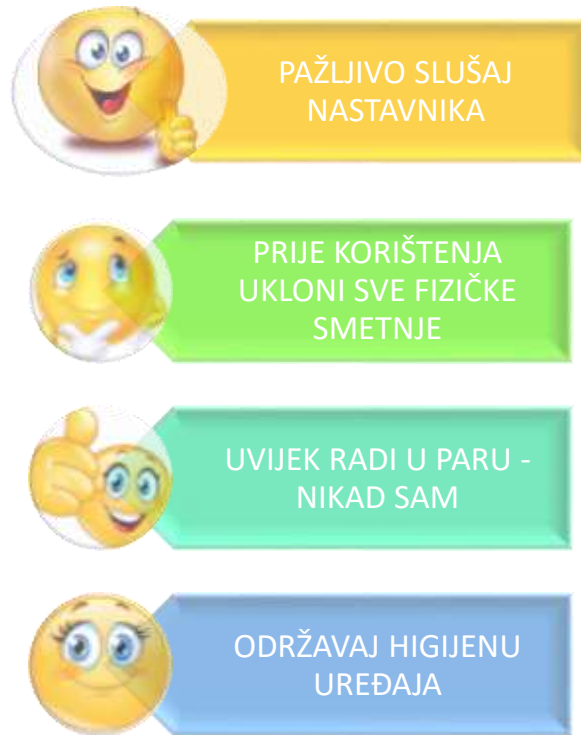 PAŽLJIVO SLUŠAJ
NASTAVNIKA
PRIJE KORIŠTENJA
UKLONI SVE FIZIČKE
SMETNJE
UVIJEK RADI U PARU -
NIKAD SAM
ODRŽAVAJ HIGIJENU
UREĐAJA